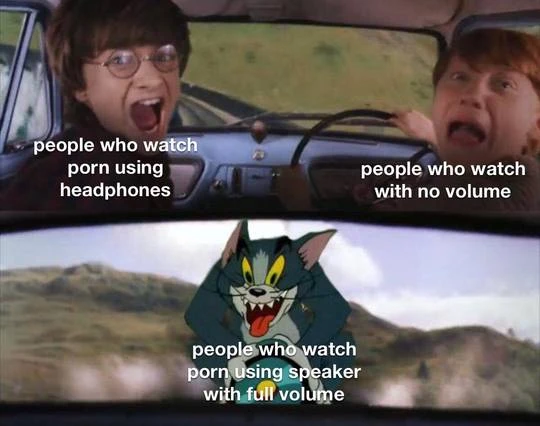 people who watch
porn using
headphones
people who watch
with no volume
people who watch
porn using speaker
with full volume